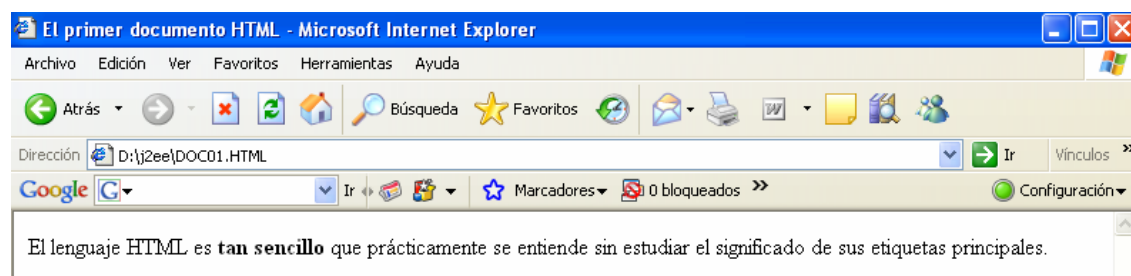 El primer documento HTML - Microsoft Internet Explorer
Archivo Edición Ver Favoritos Herramientas Ayuda
Atrás Búsqueda Favoritos W
Dirección D:\j2ee\DOC01.HTML Ir Vínculos »
Google G Ir Marcadores 0 bloqueados » Configuración
El lenguaje HTML es tan sencillo que prácticamente se entiende sin estudiar el significado de sus etiquetas principales.